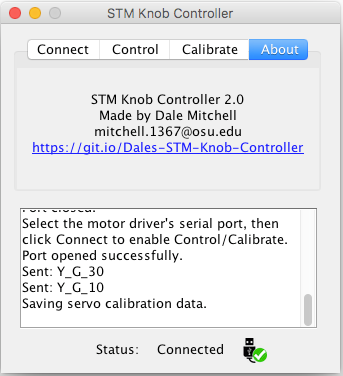 STM Knob Controller
Connect Control Calibrate About
STM Knob Controller 2.0
Made by Dale Mitchell
mitchell.1367@osu.edu
https://git.io/Dales-STM-Knob-Controller
Port closed.
Select the motor driver's serial port, then
click Connect to enable Control/Calibrate.
Port opened successfully.
Sent: Y_G_30
Sent: Y_G_10
Saving servo calibration data.
Status: Connected